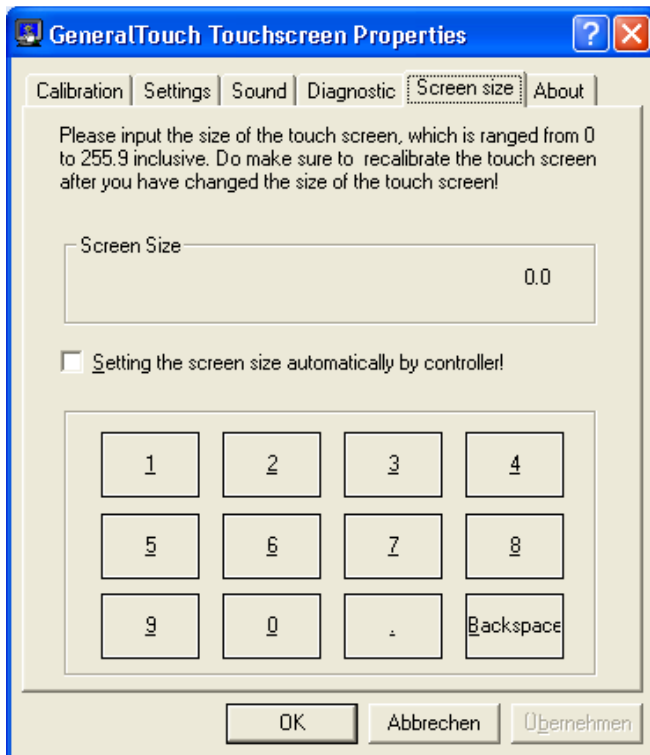 GeneralTouch Touchscreen Properties
Calibration Settings Sound Diagnostic Screen size About
Please input the size of the touch screen, which is ranged from 0
to 255.9 inclusive. Do make sure to recalibrate the touch screen
after you have changed the size of the touch screen!
Screen Size
0.0
Setting the screen size automatically by controller!
1 2 3 4
5 6 7 8
9 0 . Backspace
OK Abbrechen Übernehmen